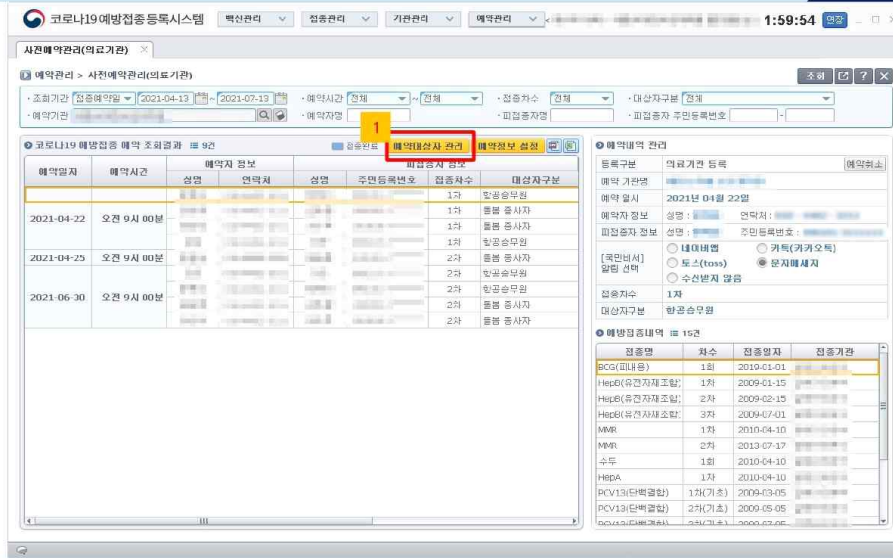 코로나19 예방접종 등록시스템 백신관리 접종관리 기관관리 예약관리 1:59:54 연장
사전예약관리(의료기관)
예약관리 > 사전예약관리(의료기관) 조회
조회기간 접종예약일 2021-04-13 ~ 2021-07-13 예약시간 전체 ~ 전체 접종차수 전체 대상자구분 전체
예약기관 예약자명 피접종자명 피접종자 주민등록번호 -
1
코로나19 예방접종 예약 조회결과 9건 접종완료 예약대상자 관리 예약정보 설정
예약일자 예약시간 예약자 정보 피접종자 정보
성명 연락처 성명 주민등록번호 접종차수 대상자구분
1차 항공승무원
2021-04-22 오전 9시 00분
1차 돌봄 종사자
1차 돌봄 종사자
1차 항공승무원
2021-04-25 오전 9시 00분 2차 돌봄 종사자
2021-06-30 오전 9시 00분
2차 항공승무원
2차 항공승무원
2차 돌봄 종사자
2차 돌봄 종사자
예약내역 관리
등록구분 의료기관 등록 예약취소
예약 기관명
예약 일시 2021년 04월 22일
예약자 정보 성명 : 연락처 :
피접종자 정보 성명 : 주민등록번호 :
[국민비서] 알림 선택
네이버앱 카톡(카카오톡)
토스(toss) 문자메세지
수신받지 않음
접종차수 1차
대상자구분 항공승무원
예방접종내역 15건
접종명 차수 접종일자 접종기관
BCG(피내용) 1회 2019-01-01
HepB(유전자재조합) 1차 2009-01-15
HepB(유전자재조합) 2차 2009-02-15
HepB(유전자재조합) 3차 2009-07-01
MMR 1차 2010-04-10
MMR 2차 2013-07-17
수두 1회 2010-04-10
HepA 1차 2010-04-10
PCV13(단백결합) 1차(기초) 2009-03-05
PCV13(단백결합) 2차(기초) 2009-05-05